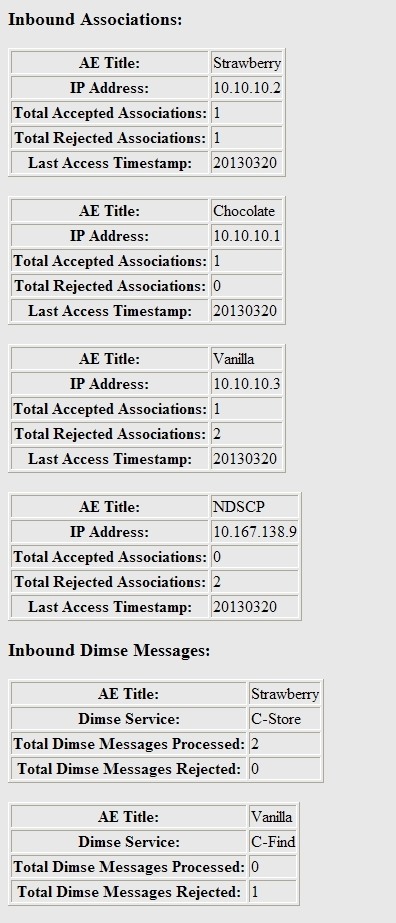 Inbound Associations:
AE Title: Strawberry
IP Address: 10.10.10.2
Total Accepted Associations: 1
Total Rejected Associations: 1
Last Access Timestamp: 20130320
AE Title: Chocolate
IP Address: 10.10.10.1
Total Accepted Associations: 1
Total Rejected Associations: 0
Last Access Timestamp: 20130320
AE Title: Vanilla
IP Address: 10.10.10.3
Total Accepted Associations: 1
Total Rejected Associations: 2
Last Access Timestamp: 20130320
AE Title: NDSCP
IP Address: 10.167.138.9
Total Accepted Associations: 0
Total Rejected Associations: 2
Last Access Timestamp: 20130320
Inbound Dimse Messages:
AE Title: Strawberry
Dimse Service: C-Store
Total Dimse Messages Processed: 2
Total Dimse Messages Rejected: 0
AE Title: Vanilla
Dimse Service: C-Find
Total Dimse Messages Processed: 0
Total Dimse Messages Rejected: 1